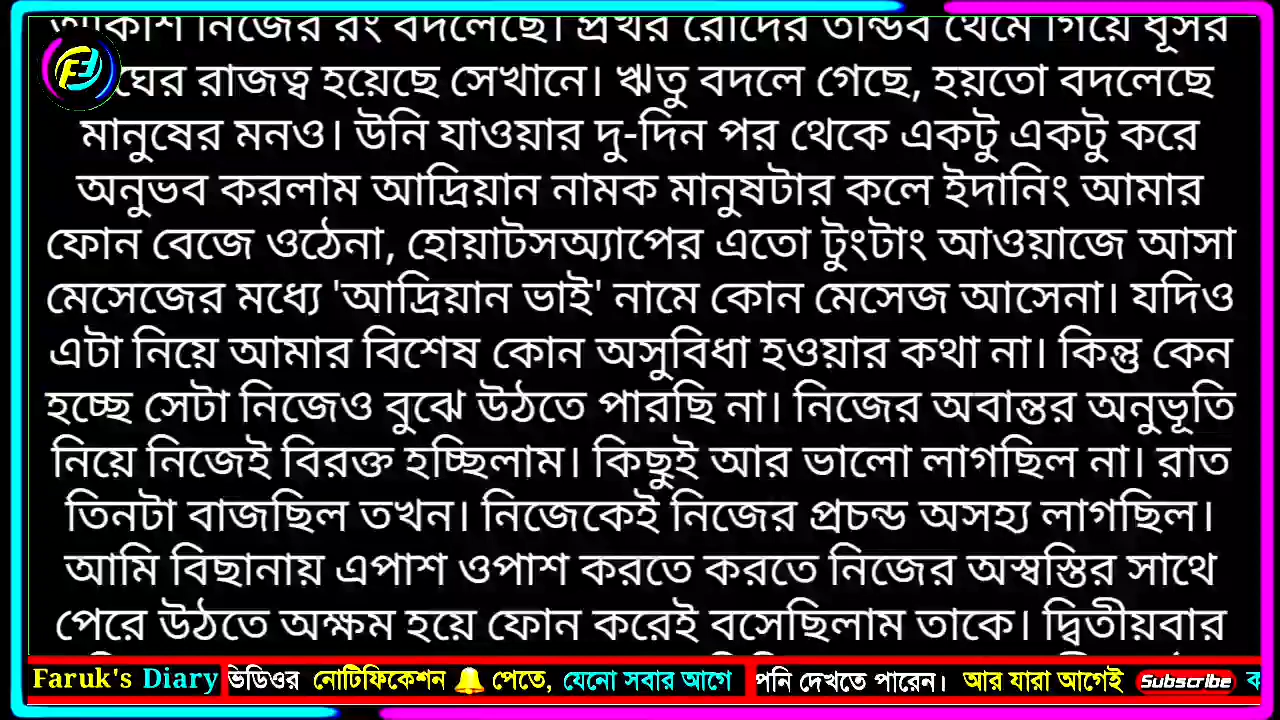 আকাশ নিজের রং বদলেছে। প্রখর রোদের তান্ডব থেমে গিয়ে ধূসর
ঘের রাজত্ব হয়েছে সেখানে। ঋতু বদলে গেছে, হয়তো বদলেছে
মানুষের মনও। উনি যাওয়ার দু-দিন পর থেকে একটু একটু করে
অনুভব করলাম আদ্রিয়ান নামক মানুষটার কলে ইদানিং আমার
ফোন বেজে ওঠেনা, হোয়াটসঅ্যাপের এতো টুংটাং আওয়াজে আসা
মেসেজের মধ্যে 'আদ্রিয়ান ভাই' নামে কোন মেসেজ আসেনা। যদিও
এটা নিয়ে আমার বিশেষ কোন অসুবিধা হওয়ার কথা না। কিন্তু কেন
হচ্ছে সেটা নিজেও বুঝে উঠতে পারছি না। নিজের অবান্তর অনুভূতি
নিয়ে নিজেই বিরক্ত হচ্ছিলাম। কিছুই আর ভালো লাগছিল না। রাত
তিনটা বাজছিল তখন। নিজেকেই নিজের প্রচন্ড অসহ্য লাগছিল।
আমি বিছানায় এপাশ ওপাশ করতে করতে নিজের অস্বস্তির সাথে
পেরে উঠতে অক্ষম হয়ে ফোন করেই বসেছিলাম তাকে। দ্বিতীয়বার
Faruk's Diary ভিডিওর নোটিফিকেশন 🔔 পেতে, যেনো সবার আগে পনি দেখতে পারেন। আর যারা আগেই Subscribe ক